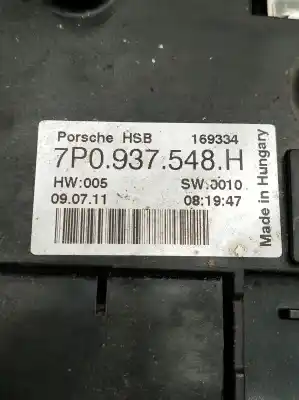 Porsche HSB 169334
7P0.937.548.H
HW:005 SW:0010
09.07.11 08:19:47
Made in Hungary